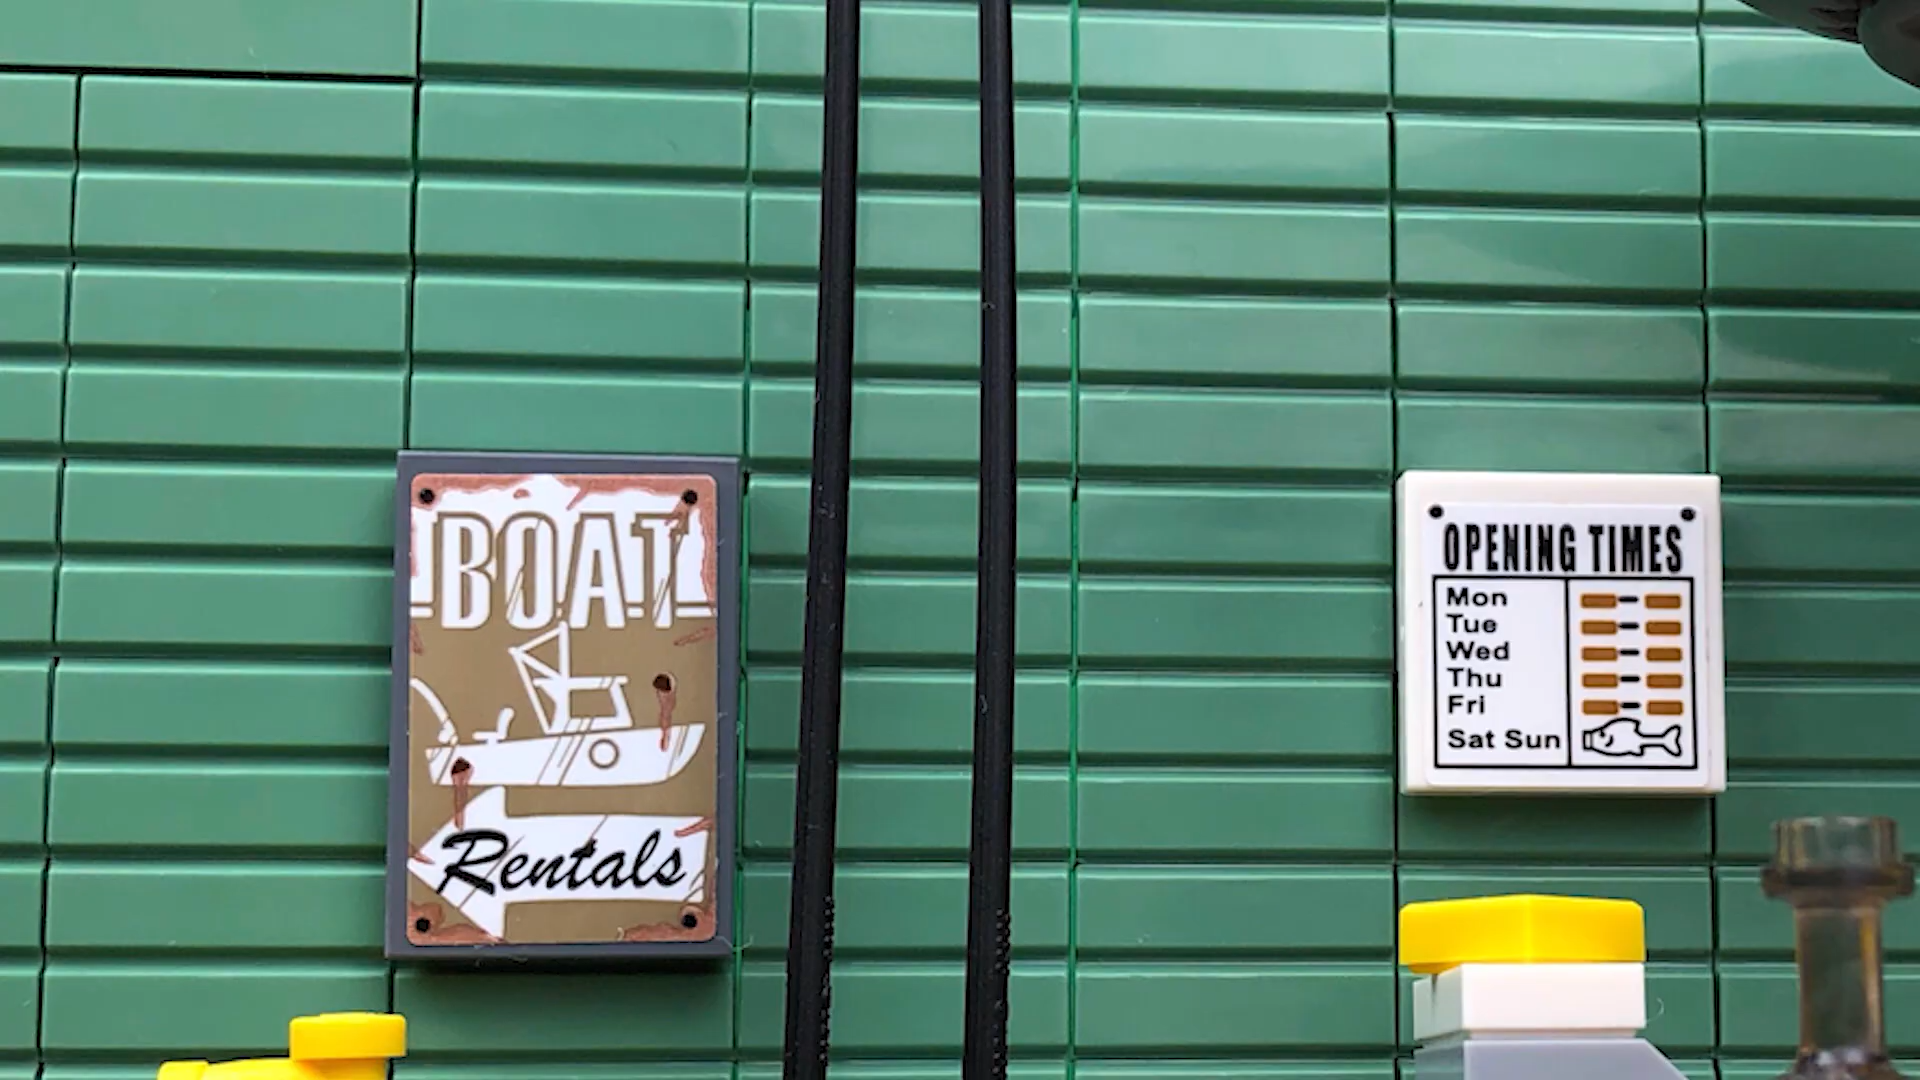 BOAT
Rentals
OPENING TIMES
Mon
Tue
Wed
Thu
Fri
Sat Sun